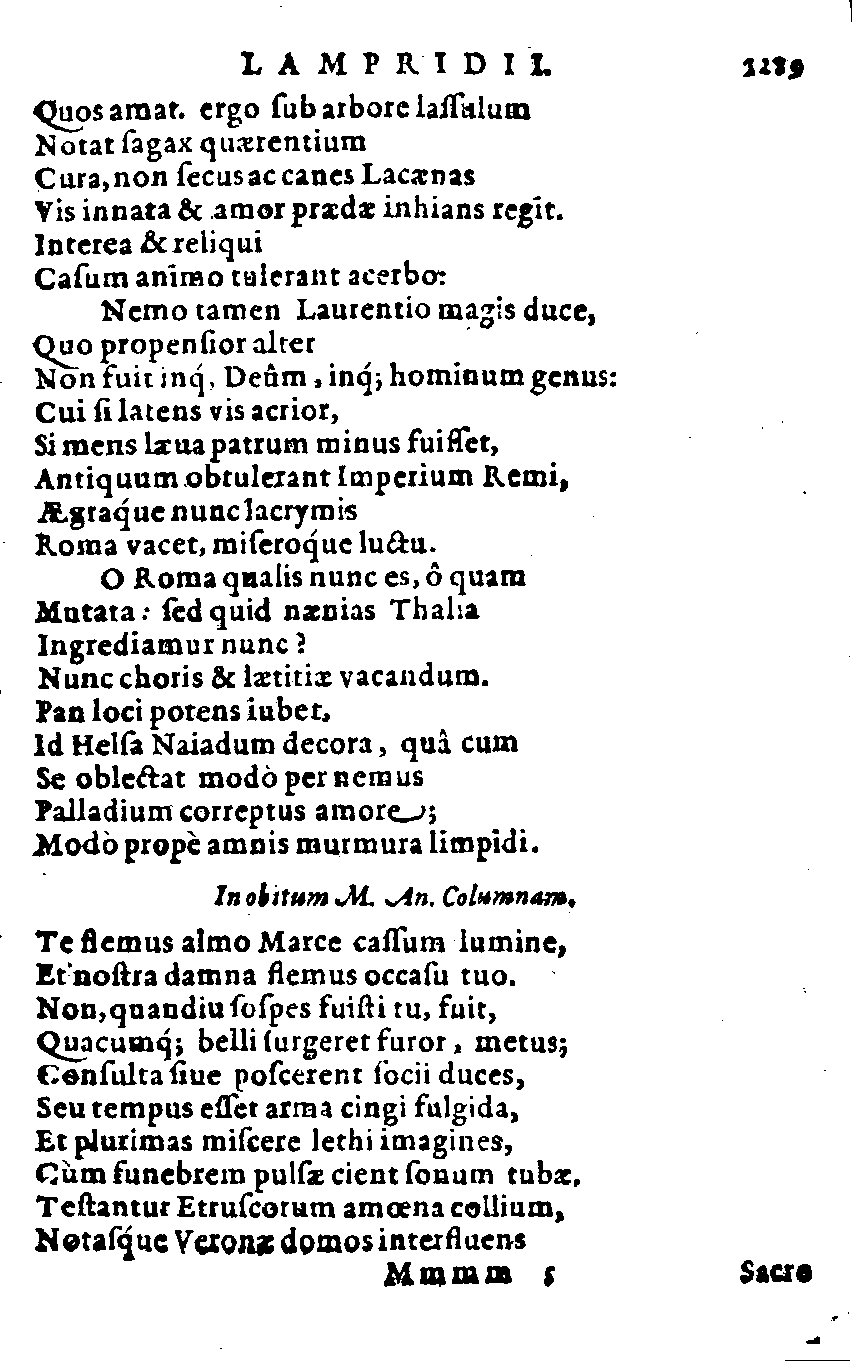 LAMPRIDII. 1289
Quos amat. ergo ſub arbore laſſulum
Notat ſagax quærentium
Cura, non ſecus ac canes Lacænas
Vis innata & amor prædæ inhians regit.
Interea & reliqui
Caſum animo tulerant acerbo:
Nemo tamen Laurentio magis duce,
Quo propenſior alter
Non fuit inq́, Deûm, inq́; hominum genus:
Cui ſi latens vis acrior,
Si mens læua patrum minus fuiſſet,
Antiquum obtulerant Imperium Remi,
Ægraq́ue nunc lacrymis
Roma vacet, miſeroq́ue luctu.
O Roma qualis nunc es, ô quam
Mutata: ſed quid nænias Thalia
Ingrediamur nunc?
Nunc choris & lætitiæ vacandum.
Pan loci potens iubet,
Id Helſa Naiadum decora, quâ cum
Se oblectat modò per nemus
Palladium correptus amore;
Modò propè amnis murmura limpidi.
In obitum M. An. Columnam.
Te flemus almo Marce caſſum lumine,
Et noſtra damna flemus occaſu tuo.
Non, quandiu ſoſpes fuiſti tu, fuit,
Quacumq́; belli ſurgeret furor, metus;
Conſulta ſiue poſcerent ſocii duces,
Seu tempus eſſet arma cingi fulgida,
Et plurimas miſcere lethi imagines,
Cùm funebrem pulſæ cient ſonum tubæ,
Teſtantur Etruſcorum amœna collium,
Notaſq́ue Veronæ domos interfluens
Mmmm 5 Sacro